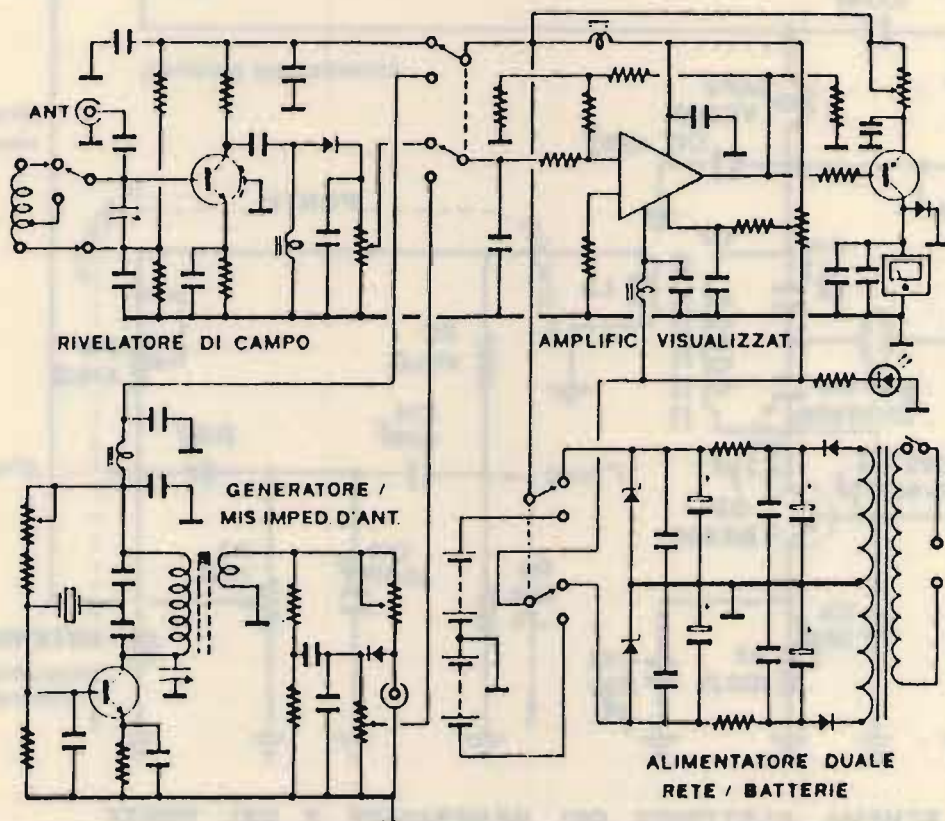 ANT
RIVELATORE DI CAMPO
AMPLIFIC VISUALIZZAT.
GENERATORE /
MIS IMPED. D'ANT.
ALIMENTATORE DUALE
RETE / BATTERIE